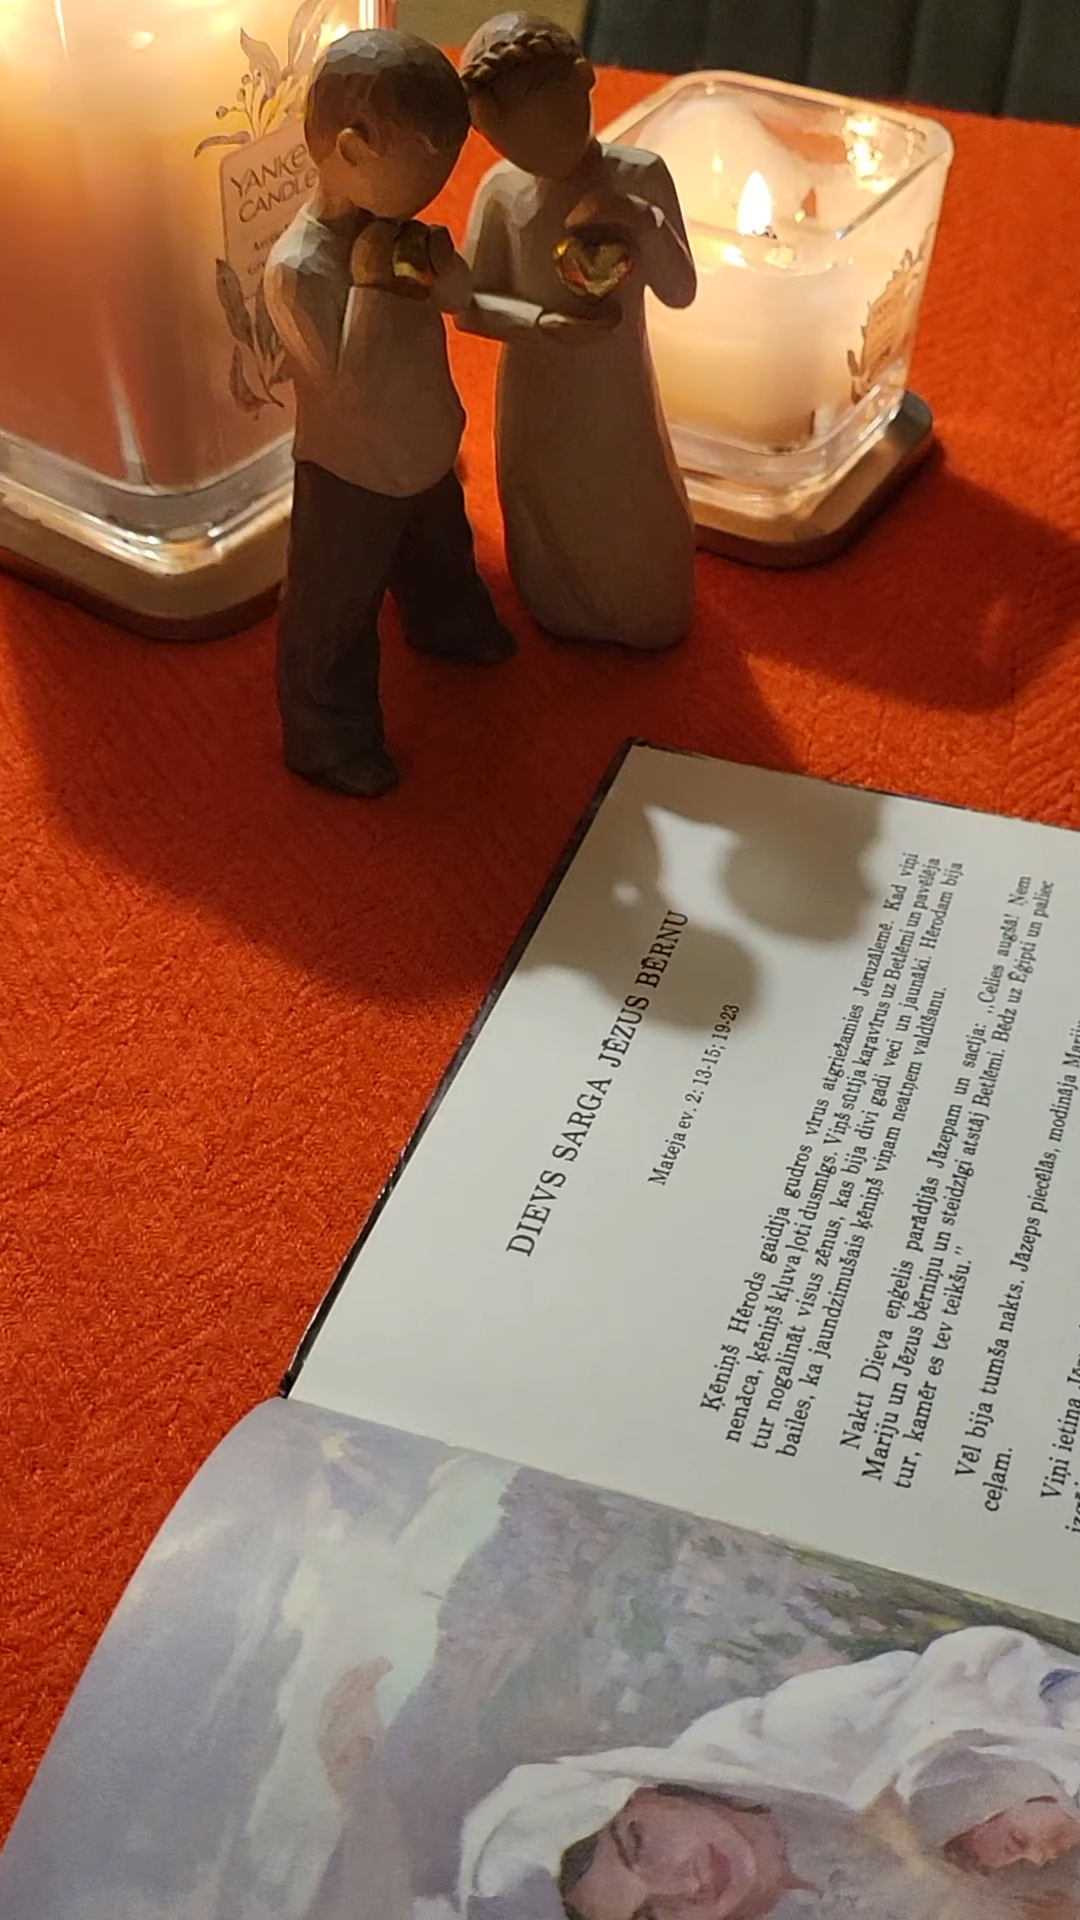 YANKE
CANDLE
DIEVS SARGA JĒZUS BĒRNU
Mateja ev. 2: 13-15; 19-23
Ķēniņš Hērods gaidīja gudros vīrus atgriežamies Jeruzālemē. Kad viņi
nenāca, ķēniņš kļuva ļoti dusmīgs. Viņš sūtīja kaŗavīrus uz Betlēmi un pavēlēja
tur nogalināt visus zēnus, kas bija divi gadi veci un jaunāki. Hērodam bija
bailes, ka jaundzimušais ķēniņš viņam neatņem valdīšanu.
Naktī Dieva eņģelis parādījās Jāzepam un sacīja: ,,Celies augšā! Ņem
Mariju un Jēzus bērniņu un steidzīgi atstāj Betlēmi. Bēdz uz Ēģipti un paliec
tur, kamēr es tev teikšu.''
Vēl bija tumša nakts. Jāzeps piecēlās, modināja Mariju
ceļam.
Viņi ietina